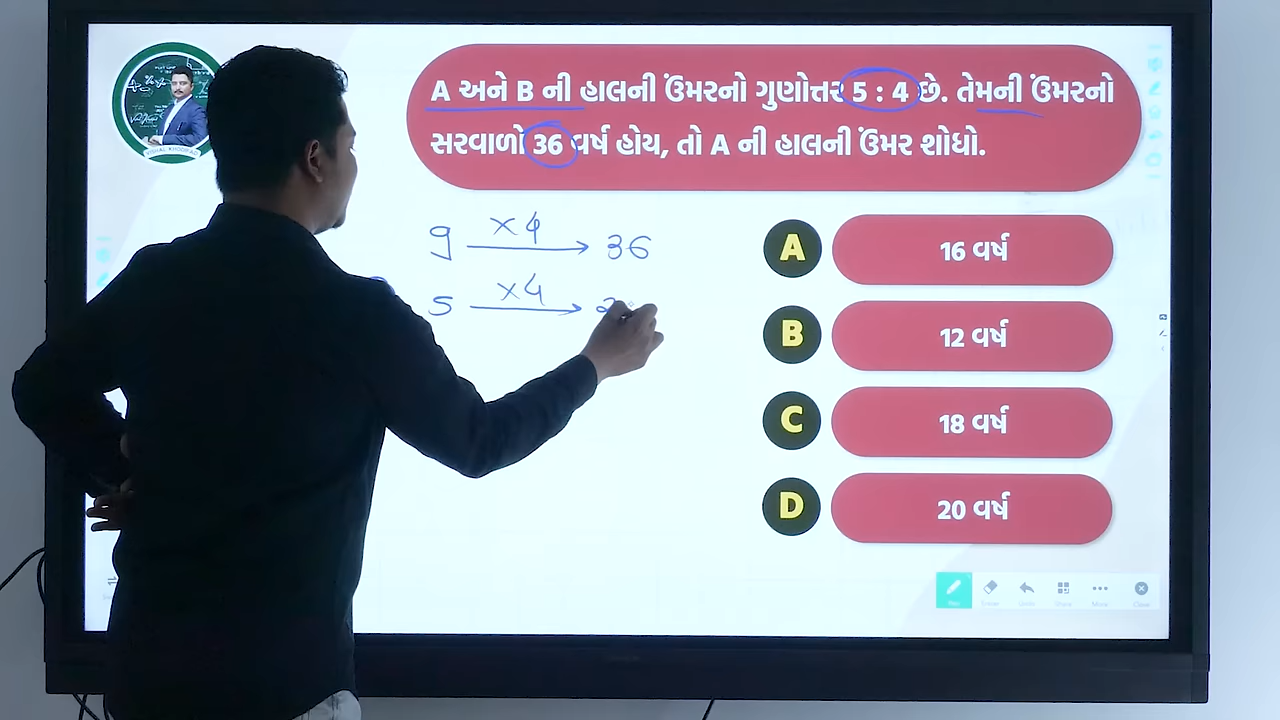 A અને B ની હાલની ઉંમરનો ગુણોત્તર 5 : 4 છે. તેમની ઉંમરનો
સરવાળો 36 વર્ષ હોય, તો A ની હાલની ઉંમર શોધો.
9 ×4 36
5 ×4 2
A 16 વર્ષ
B 12 વર્ષ
C 18 વર્ષ
D 20 વર્ષ